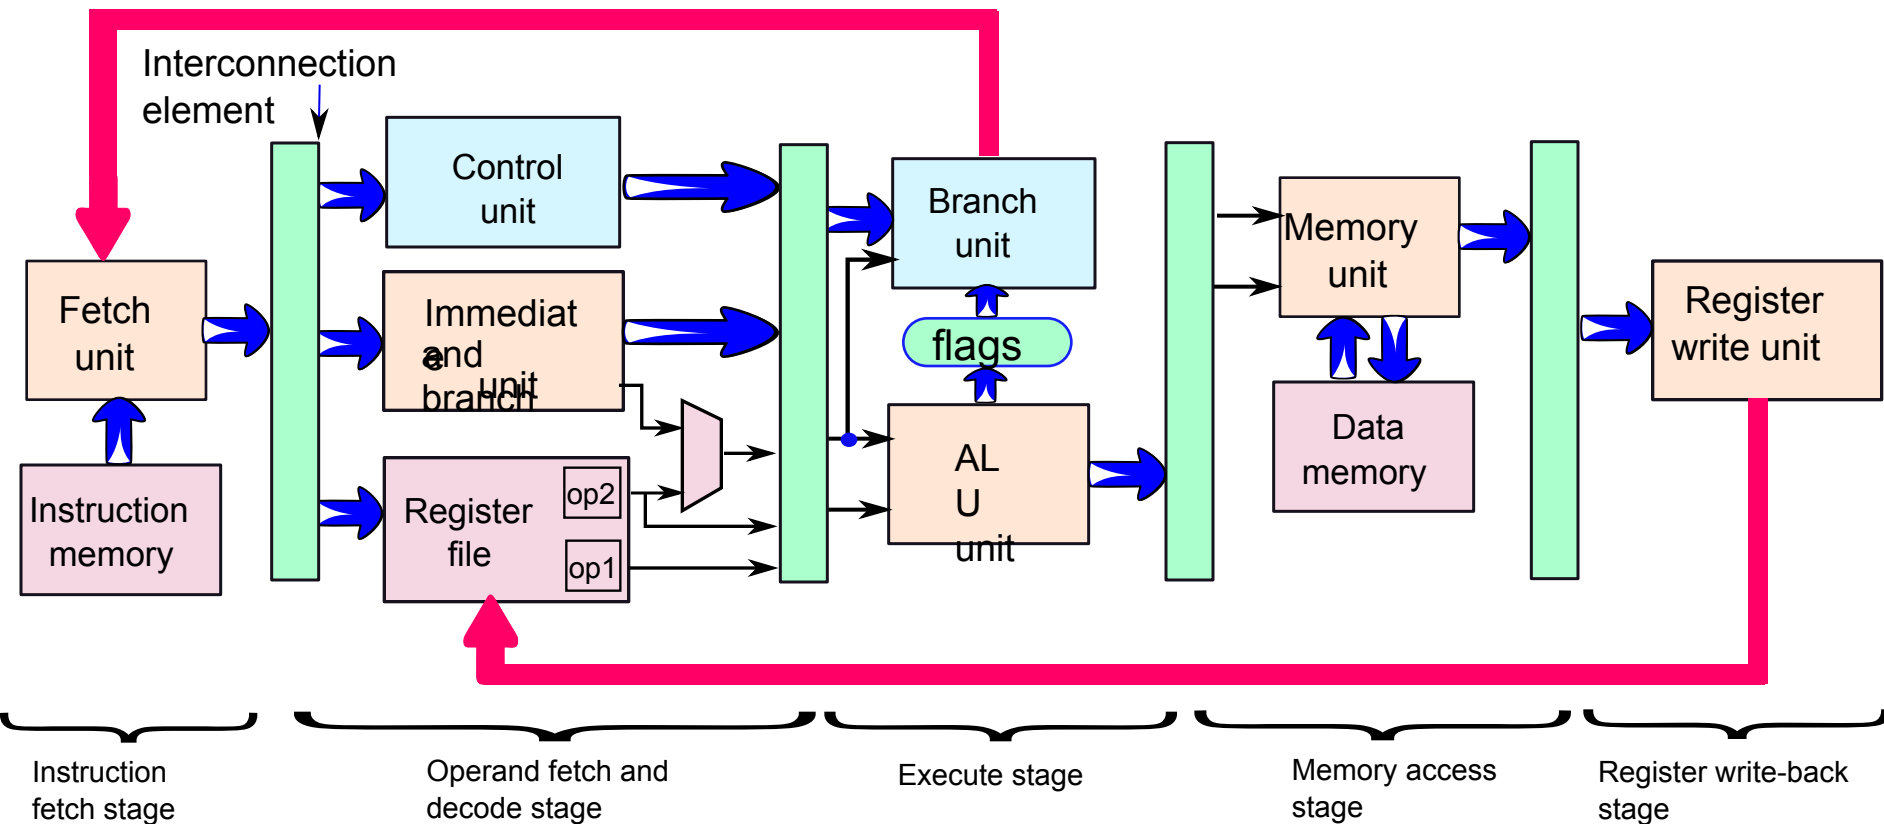 Interconnection
element
Control
unit
Branch
unit
Memory
unit
Fetch
unit
Immediat
e
and
branch
unit
flags
Register
write unit
Instruction
memory
Register
file
op2
op1
AL
U
unit
Data
memory
Instruction
fetch stage
Operand fetch and
decode stage
Execute stage
Memory access
stage
Register write-back
stage